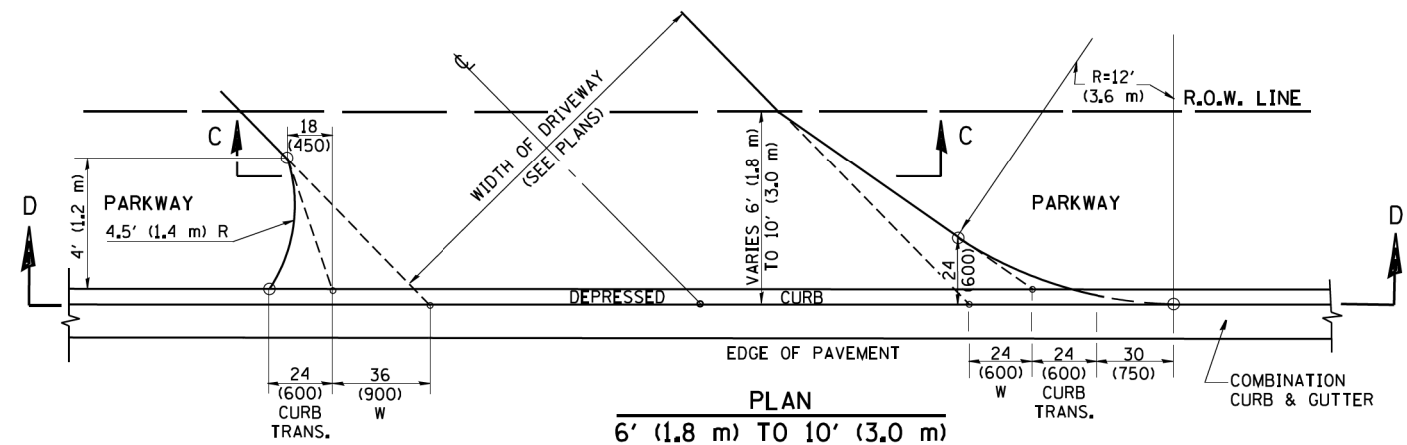 ℄
R=12'
(3.6 m)
R.O.W. LINE
WIDTH OF DRIVEWAY
(SEE PLANS)
18
(450)
C
C
4' (1.2 m)
PARKWAY
4.5' (1.4 m) R
VARIES 6' (1.8 m)
TO 10' (3.0 m)
PARKWAY
D
D
24
(600)
DEPRESSED CURB
EDGE OF PAVEMENT
24
(600)
CURB
TRANS.
36
(900)
W
24
(600)
W
24
(600)
CURB
TRANS.
30
(750)
COMBINATION
CURB & GUTTER
PLAN
6' (1.8 m) TO 10' (3.0 m)